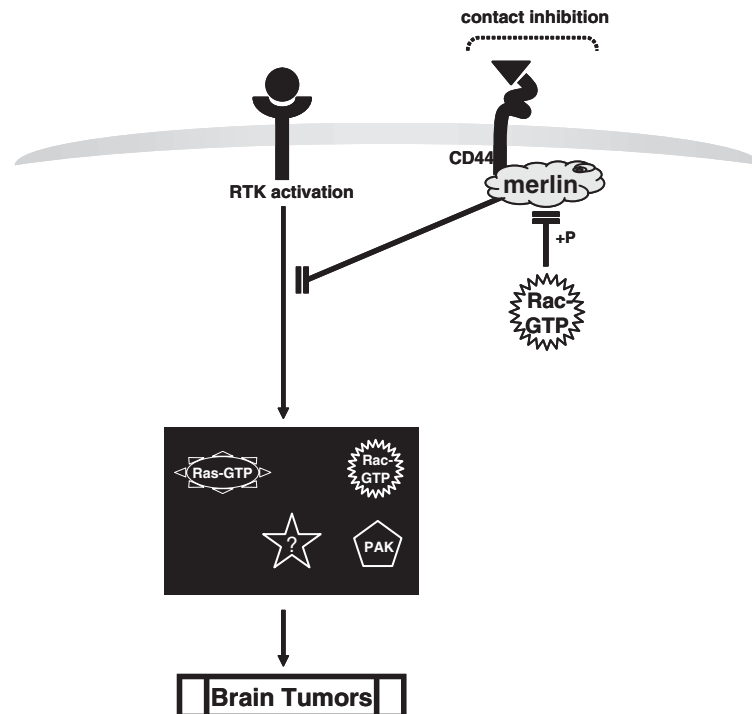 contact inhibition
CD44
merlin
RTK activation
+P
Rac-
GTP
Ras-GTP
Rac-
GTP
?
PAK
Brain Tumors